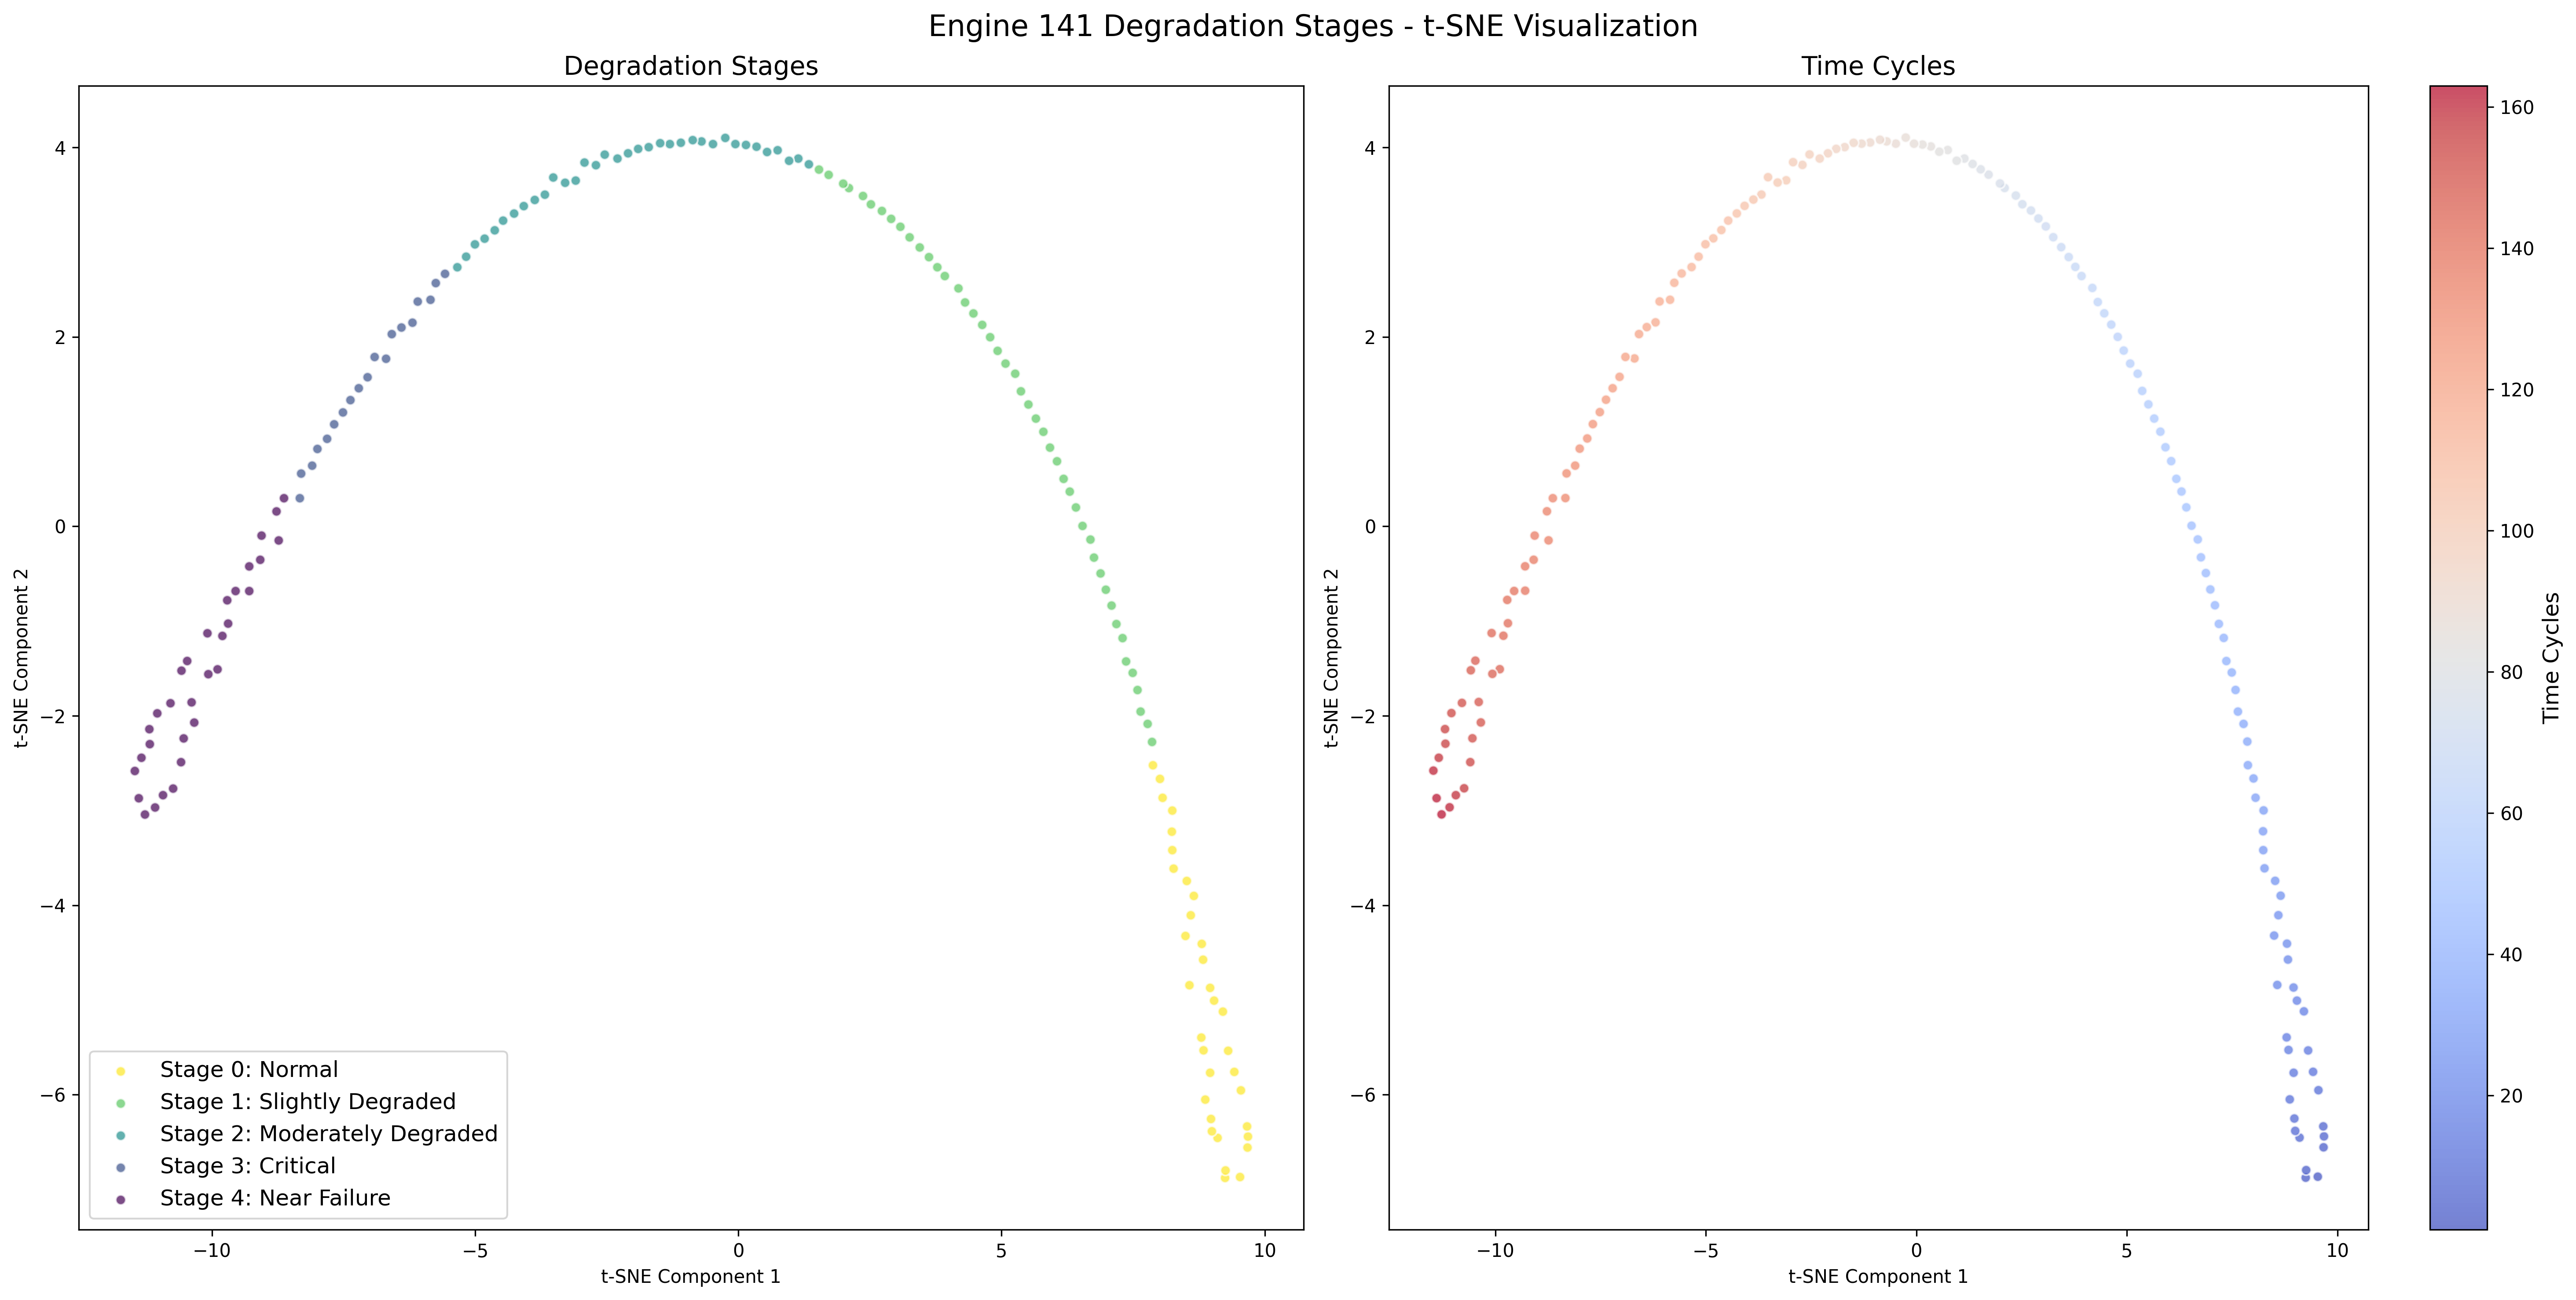 Engine 141 Degradation Stages - t-SNE Visualization
Degradation Stages
t-SNE Component 2
4
2
0
−2
−4
−6
Stage 0: Normal
Stage 1: Slightly Degraded
Stage 2: Moderately Degraded
Stage 3: Critical
Stage 4: Near Failure
−10 −5 0 5 10
t-SNE Component 1
Time Cycles
t-SNE Component 2
4
2
0
−2
−4
−6
−10 −5 0 5 10
t-SNE Component 1
160
140
120
100
80
60
40
20
Time Cycles